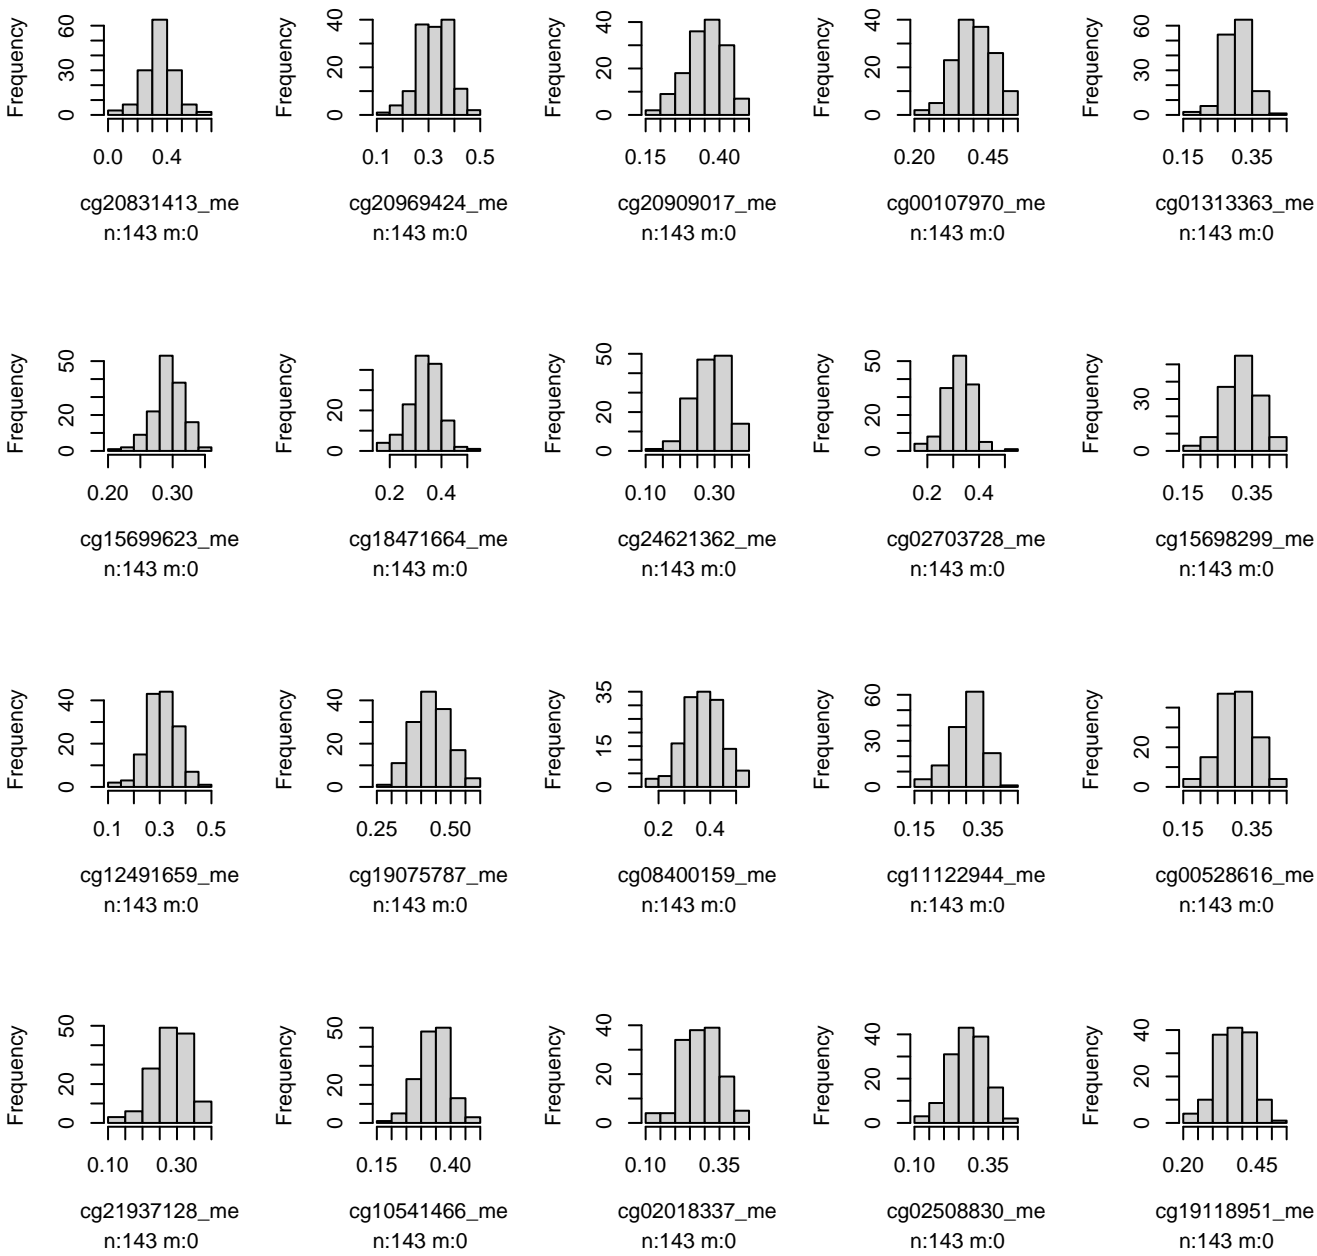 Frequency
60
30
0
0.0 0.4
cg20831413_me
n:143 m:0
Frequency
40
20
0
0.1 0.3 0.5
cg20969424_me
n:143 m:0
Frequency
40
20
0
0.15 0.40
cg20909017_me
n:143 m:0
Frequency
40
20
0
0.20 0.45
cg00107970_me
n:143 m:0
Frequency
60
30
0
0.15 0.35
cg01313363_me
n:143 m:0
Frequency
50
20
0
0.20 0.30
cg15699623_me
n:143 m:0
Frequency
20
0
0.2 0.4
cg18471664_me
n:143 m:0
Frequency
50
20
0
0.10 0.30
cg24621362_me
n:143 m:0
Frequency
50
20
0
0.2 0.4
cg02703728_me
n:143 m:0
Frequency
30
0
0.15 0.35
cg15698299_me
n:143 m:0
Frequency
40
20
0
0.1 0.3 0.5
cg12491659_me
n:143 m:0
Frequency
40
20
0
0.25 0.50
cg19075787_me
n:143 m:0
Frequency
35
15
0
0.2 0.4
cg08400159_me
n:143 m:0
Frequency
60
30
0
0.15 0.35
cg11122944_me
n:143 m:0
Frequency
20
0
0.15 0.35
cg00528616_me
n:143 m:0
Frequency
50
20
0
0.10 0.30
cg21937128_me
n:143 m:0
Frequency
50
20
0
0.15 0.40
cg10541466_me
n:143 m:0
Frequency
40
20
0
0.10 0.35
cg02018337_me
n:143 m:0
Frequency
40
20
0
0.10 0.35
cg02508830_me
n:143 m:0
Frequency
40
20
0
0.20 0.45
cg19118951_me
n:143 m:0